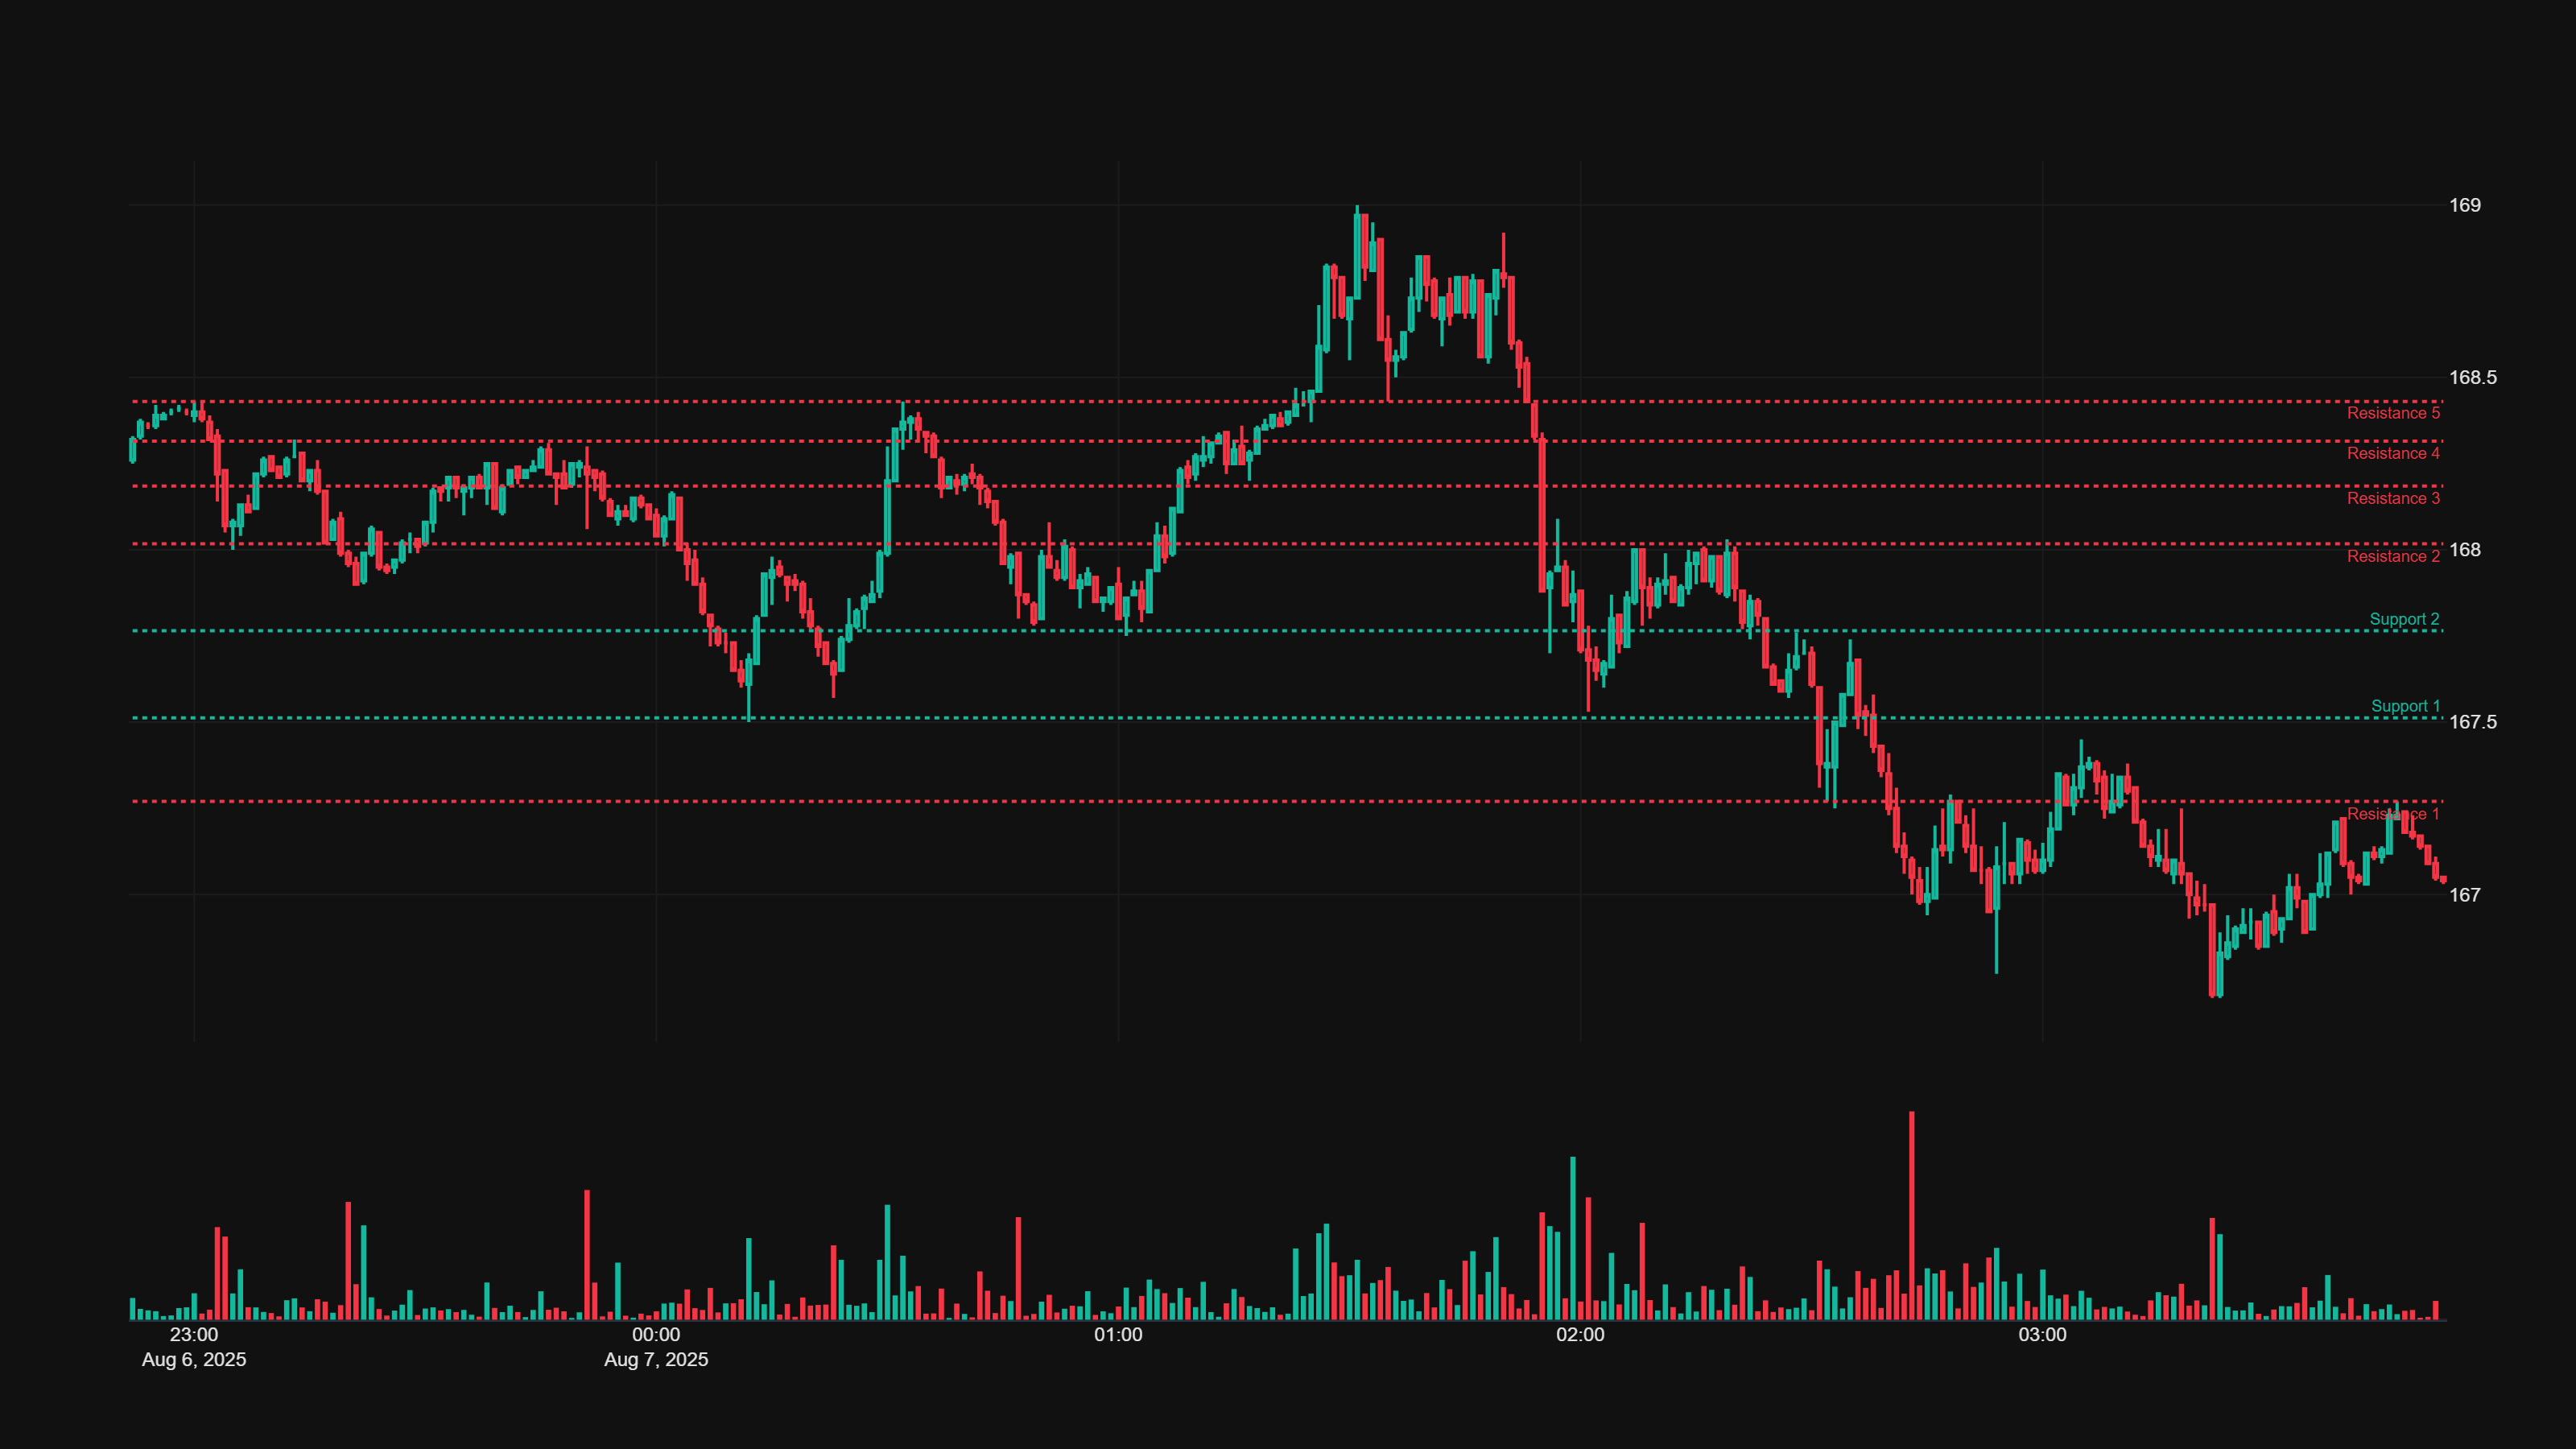 169
168.5
Resistance 5
Resistance 4
Resistance 3
168
Resistance 2
Support 2
Support 1
167.5
Resistance 1
167
23:00
00:00
01:00
02:00
03:00
Aug 6, 2025
Aug 7, 2025